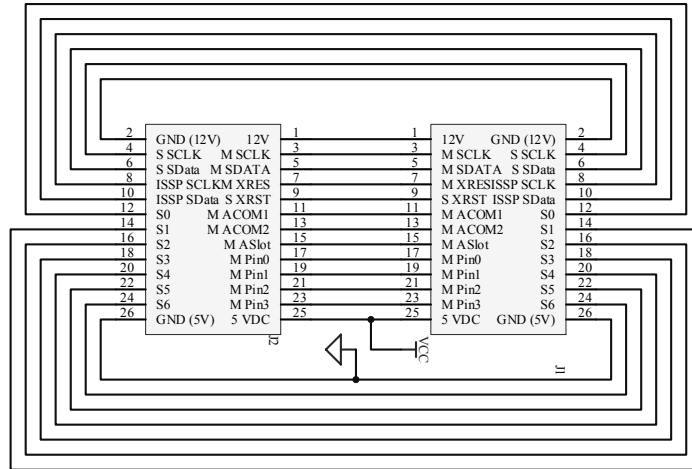 2 GND (12V) 12V 1 1 12V GND (12V) 2
4 S SCLK M SCLK 3 3 M SCLK S SCLK 4
6 S SData M SDATA 5 5 M SDATA S SData 6
8 ISSP SCLK M XRES 7 7 M XRES ISSP SCLK 8
10 ISSP SData S XRST 9 9 S XRST ISSP SData 10
12 S0 M ACOM1 11 11 M ACOM1 S0 12
14 S1 M ACOM2 13 13 M ACOM2 S1 14
16 S2 M ASlot 15 15 M ASlot S2 16
18 S3 M Pin0 17 17 M Pin0 S3 18
20 S4 M Pin1 19 19 M Pin1 S4 20
22 S5 M Pin2 21 21 M Pin2 S5 22
24 S6 M Pin3 23 23 M Pin3 S6 24
26 GND (5V) 5 VDC 25 25 5 VDC GND (5V) 26
J2
VCC
J1